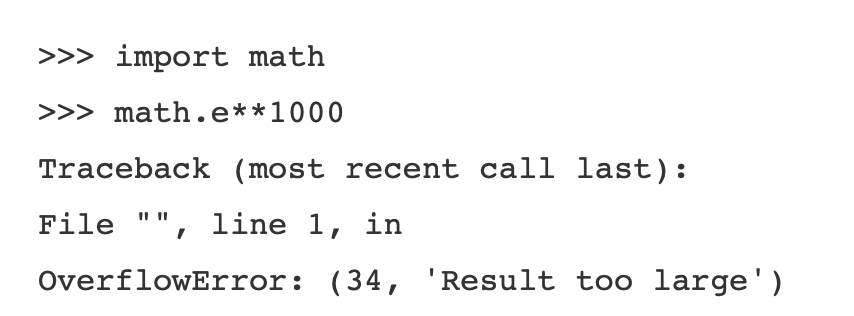 >>> import math
>>> math.e**1000
Traceback (most recent call last):
File "", line 1, in
OverflowError: (34, 'Result too large')